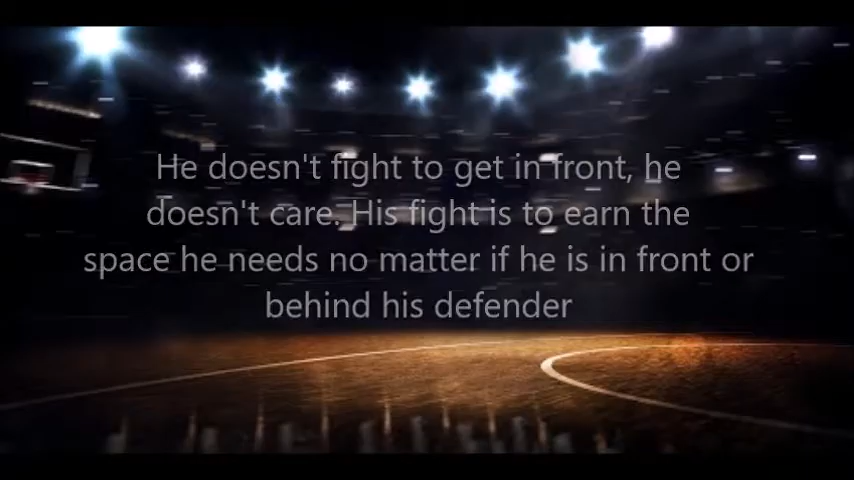 He doesn't fight to get in front, he
doesn't care. His fight is to earn the
space he needs no matter if he is in front or
behind his defender